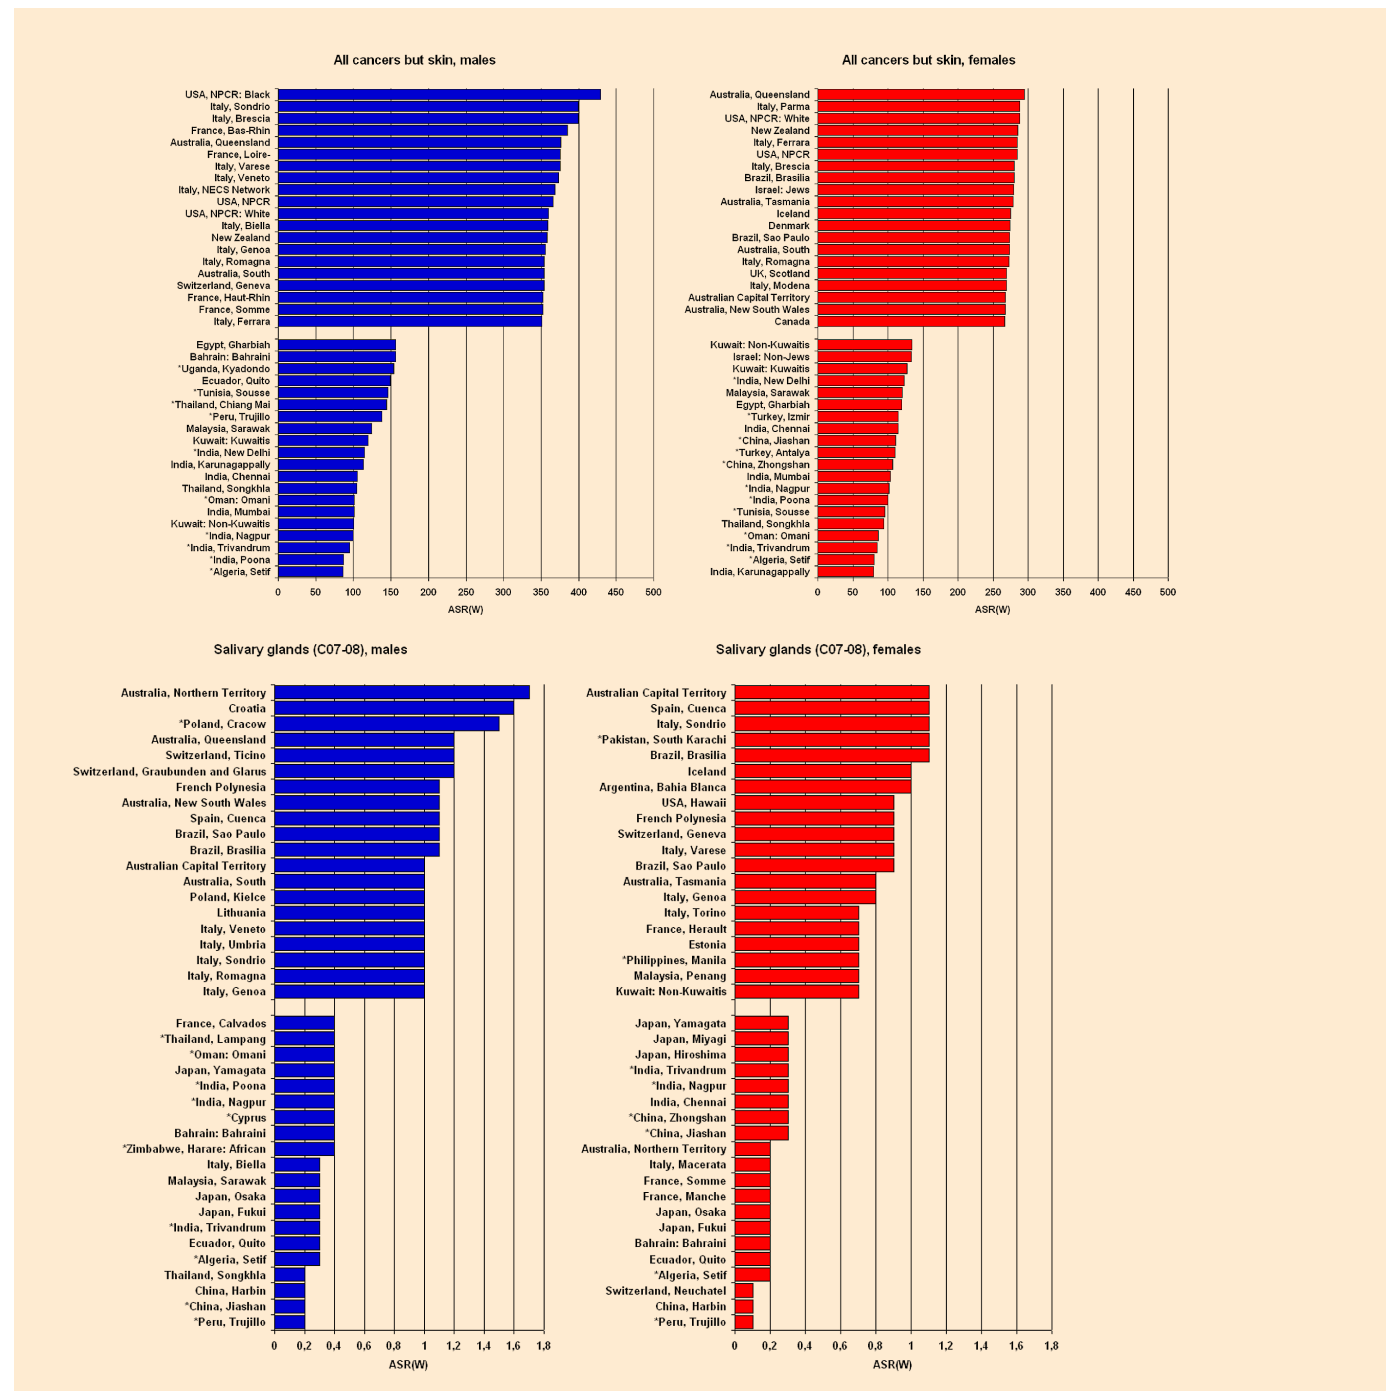 All cancers but skin, males
USA, NPCR: Black
Italy, Sondrio
Italy, Brescia
France, Bas-Rhin
Australia, Queensland
France, Loire-
Italy, Varese
Italy, Veneto
Italy, NECS Network
USA, NPCR
USA, NPCR: White
Italy, Biella
New Zealand
Italy, Genoa
Italy, Romagna
Australia, South
Switzerland, Geneva
France, Haut-Rhin
France, Somme
Italy, Ferrara
Egypt, Gharbiah
Bahrain: Bahraini
*Uganda, Kyadondo
Ecuador, Quito
*Tunisia, Sousse
*Thailand, Chiang Mai
*Peru, Trujillo
Malaysia, Sarawak
Kuwait: Kuwaitis
*India, New Delhi
India, Karunagappally
India, Chennai
Thailand, Songkhla
*Oman: Omani
India, Mumbai
Kuwait: Non-Kuwaitis
*India, Nagpur
*India, Trivandrum
*India, Poona
*Algeria, Setif
0 50 100 150 200 250 300 350 400 450 500
ASR(W)
All cancers but skin, females
Australia, Queensland
Italy, Parma
USA, NPCR: White
New Zealand
Italy, Ferrara
USA, NPCR
Italy, Brescia
Brazil, Brasilia
Israel: Jews
Australia, Tasmania
Iceland
Denmark
Brazil, Sao Paulo
Australia, South
Italy, Romagna
UK, Scotland
Italy, Modena
Australian Capital Territory
Australia, New South Wales
Canada
Kuwait: Non-Kuwaitis
Israel: Non-Jews
Kuwait: Kuwaitis
*India, New Delhi
Malaysia, Sarawak
Egypt, Gharbiah
*Turkey, Izmir
India, Chennai
*China, Jiashan
*Turkey, Antalya
*China, Zhongshan
India, Mumbai
*India, Nagpur
*India, Poona
*Tunisia, Sousse
Thailand, Songkhla
*Oman: Omani
*India, Trivandrum
*Algeria, Setif
India, Karunagappally
0 50 100 150 200 250 300 350 400 450 500
ASR(W)
Salivary glands (C07-08), males
Australia, Northern Territory
Croatia
*Poland, Cracow
Australia, Queensland
Switzerland, Ticino
Switzerland, Graubunden and Glarus
French Polynesia
Australia, New South Wales
Spain, Cuenca
Brazil, Sao Paulo
Brazil, Brasilia
Australian Capital Territory
Australia, South
Poland, Kielce
Lithuania
Italy, Veneto
Italy, Umbria
Italy, Sondrio
Italy, Romagna
Italy, Genoa
France, Calvados
*Thailand, Lampang
*Oman: Omani
Japan, Yamagata
*India, Poona
*India, Nagpur
*Cyprus
Bahrain: Bahraini
*Zimbabwe, Harare: African
Italy, Biella
Malaysia, Sarawak
Japan, Osaka
Japan, Fukui
*India, Trivandrum
Ecuador, Quito
*Algeria, Setif
Thailand, Songkhla
China, Harbin
*China, Jiashan
*Peru, Trujillo
0 0,2 0,4 0,6 0,8 1 1,2 1,4 1,6 1,8
ASR(W)
Salivary glands (C07-08), females
Australian Capital Territory
Spain, Cuenca
Italy, Sondrio
*Pakistan, South Karachi
Brazil, Brasilia
Iceland
Argentina, Bahia Blanca
USA, Hawaii
French Polynesia
Switzerland, Geneva
Italy, Varese
Brazil, Sao Paulo
Australia, Tasmania
Italy, Genoa
Italy, Torino
France, Herault
Estonia
*Philippines, Manila
Malaysia, Penang
Kuwait: Non-Kuwaitis
Japan, Yamagata
Japan, Miyagi
Japan, Hiroshima
*India, Trivandrum
*India, Nagpur
India, Chennai
*China, Zhongshan
*China, Jiashan
Australia, Northern Territory
Italy, Macerata
France, Somme
France, Manche
Japan, Osaka
Japan, Fukui
Bahrain: Bahraini
Ecuador, Quito
*Algeria, Setif
Switzerland, Neuchatel
China, Harbin
*Peru, Trujillo
0 0,2 0,4 0,6 0,8 1 1,2 1,4 1,6 1,8
ASR(W)